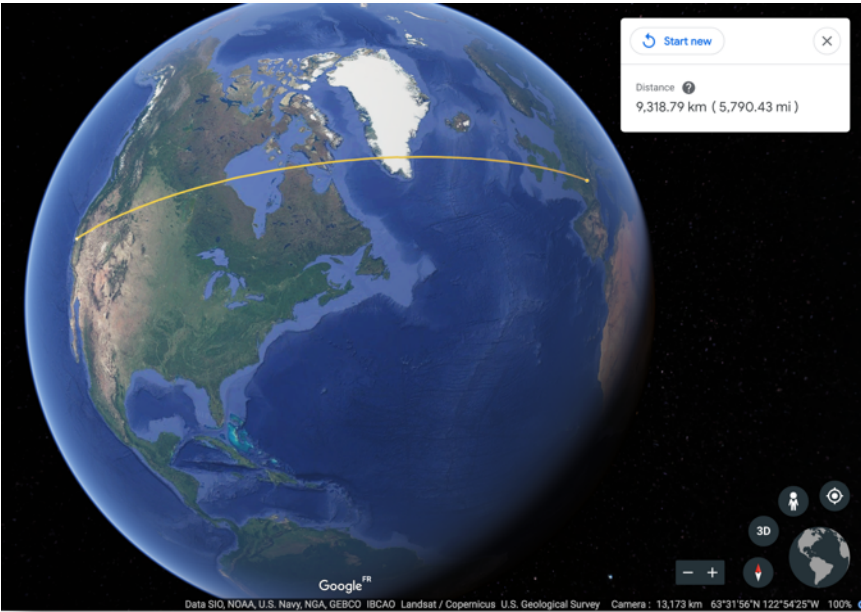 Start new
Distance ?
9,318.79 km ( 5,790.43 mi )
3D
Google FR
Data SIO, NOAA, U.S. Navy, NGA, GEBCO IBCAO Landsat / Copernicus U.S. Geological Survey Camera : 13,173 km 63°31'56"N 122°54'25"W 100%